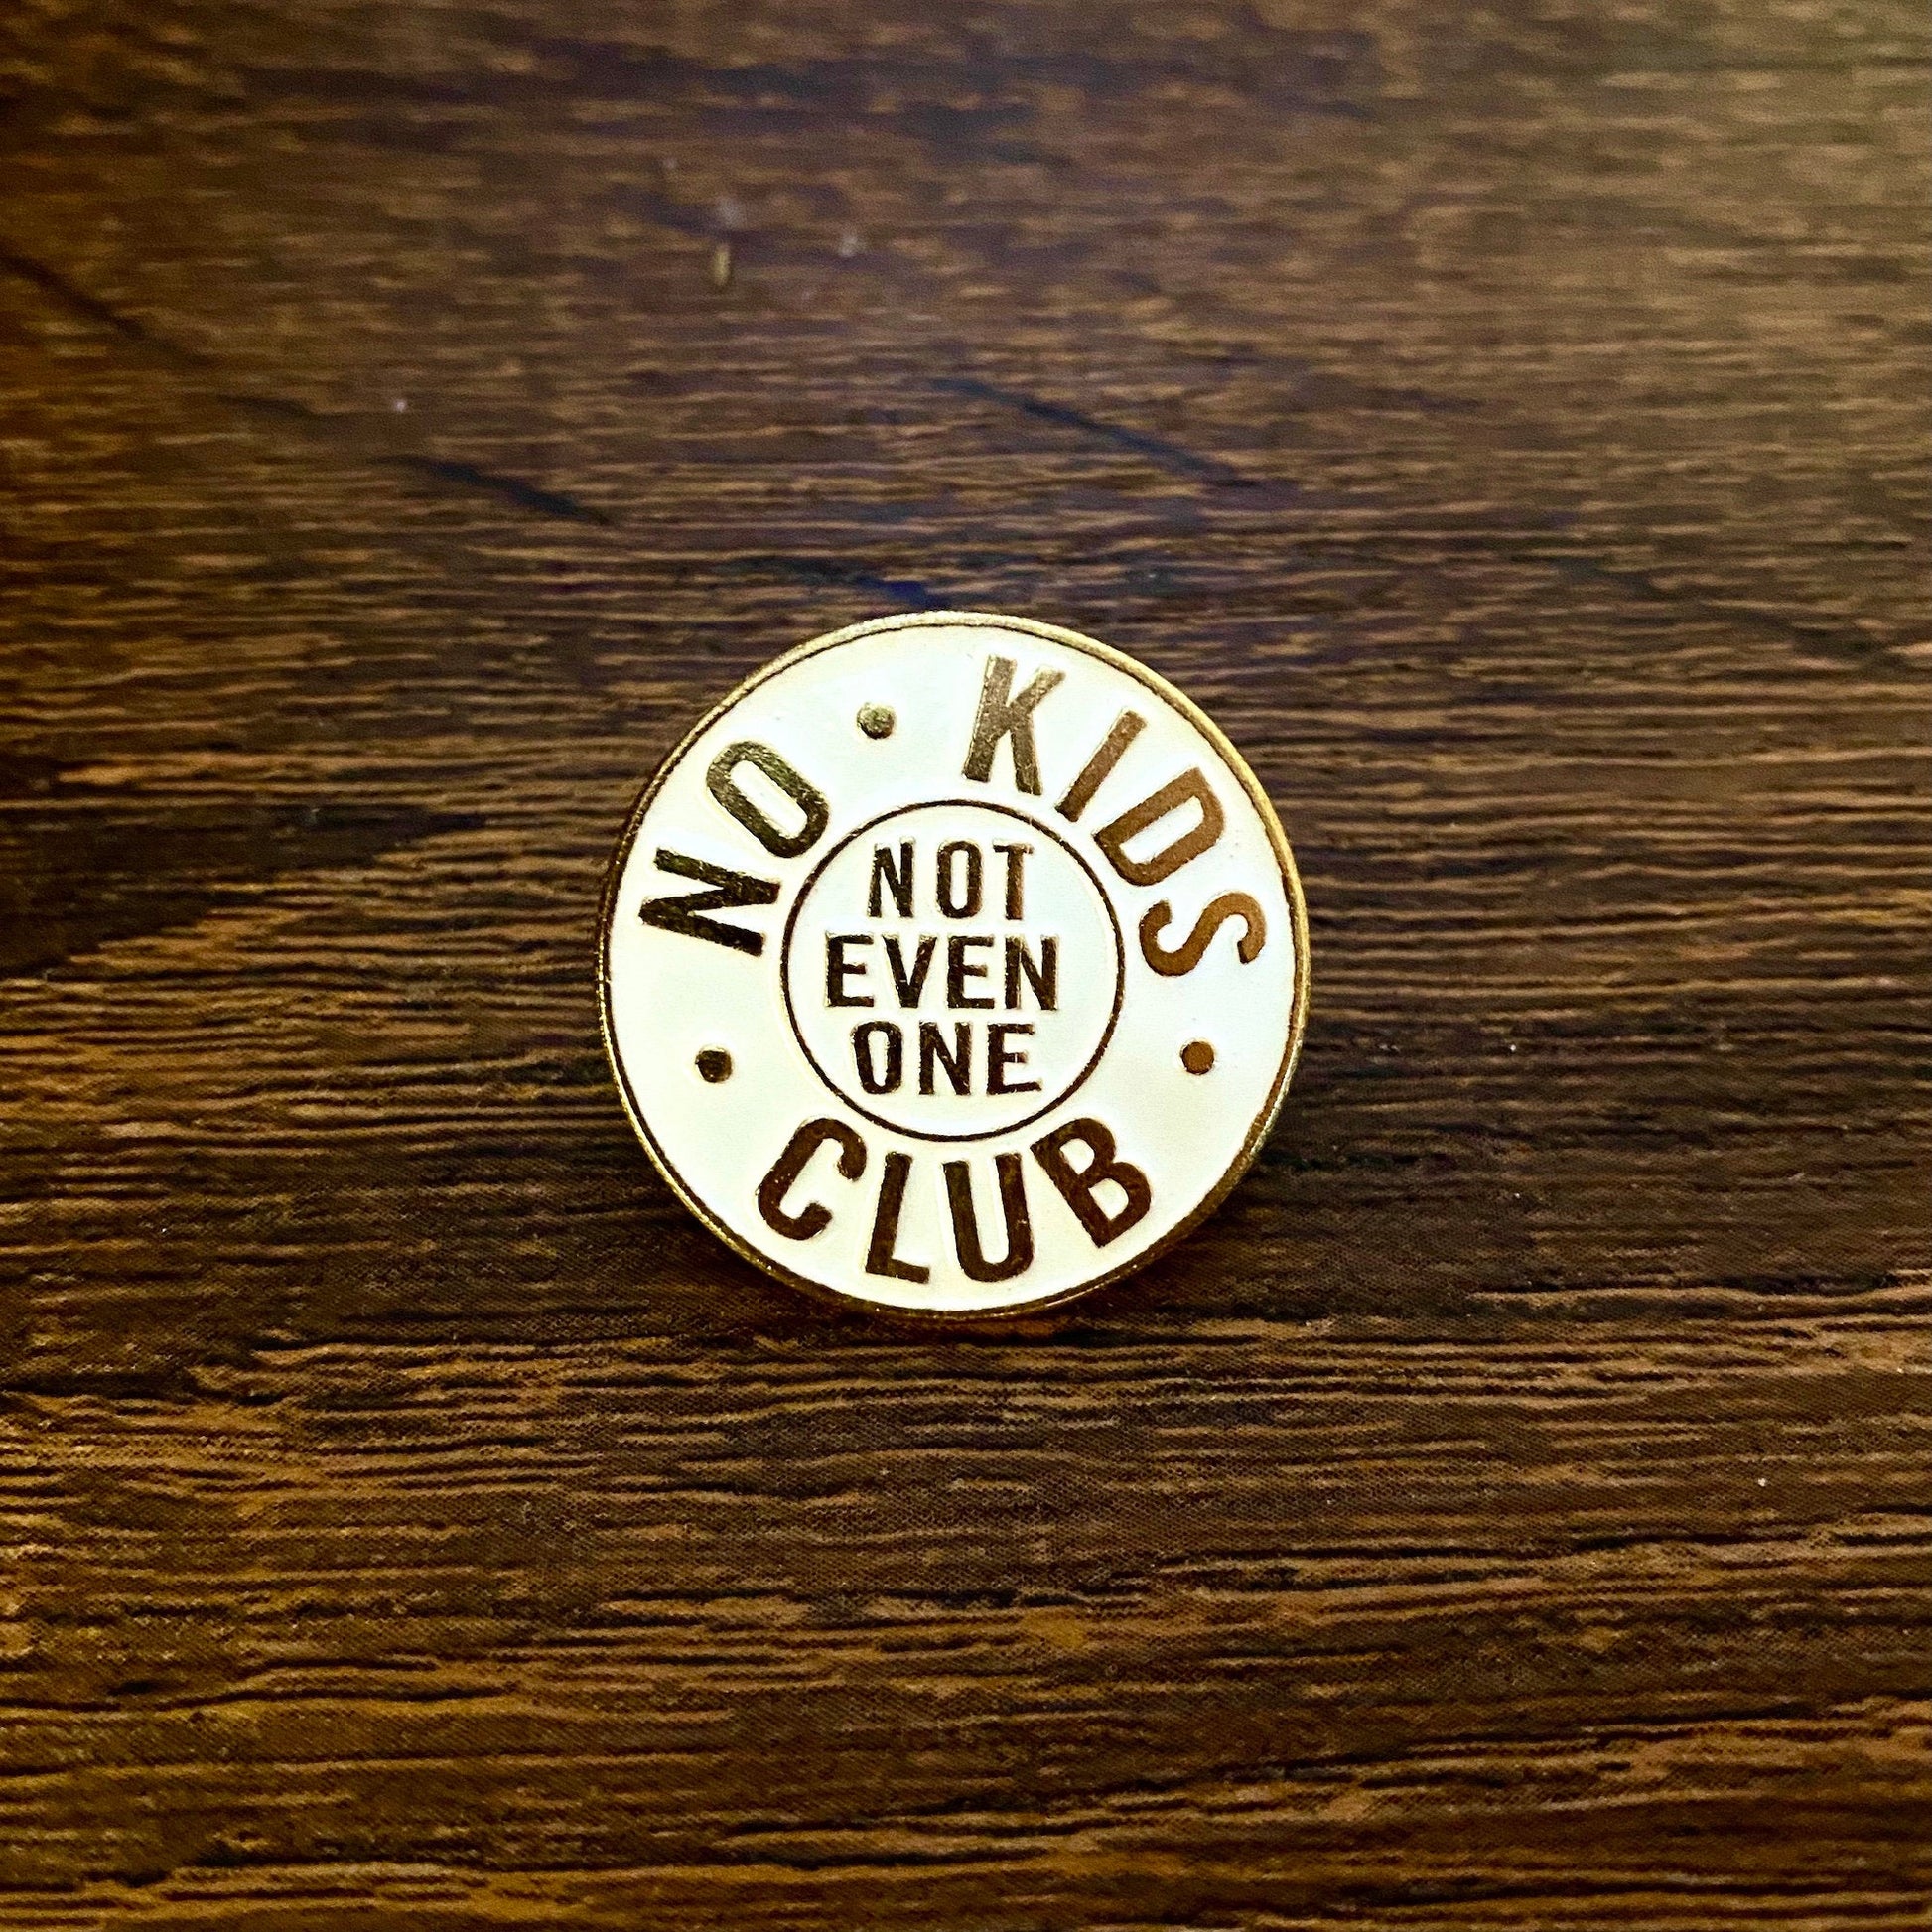 NO • KIDS • CLUB •
NOT
EVEN
ONE